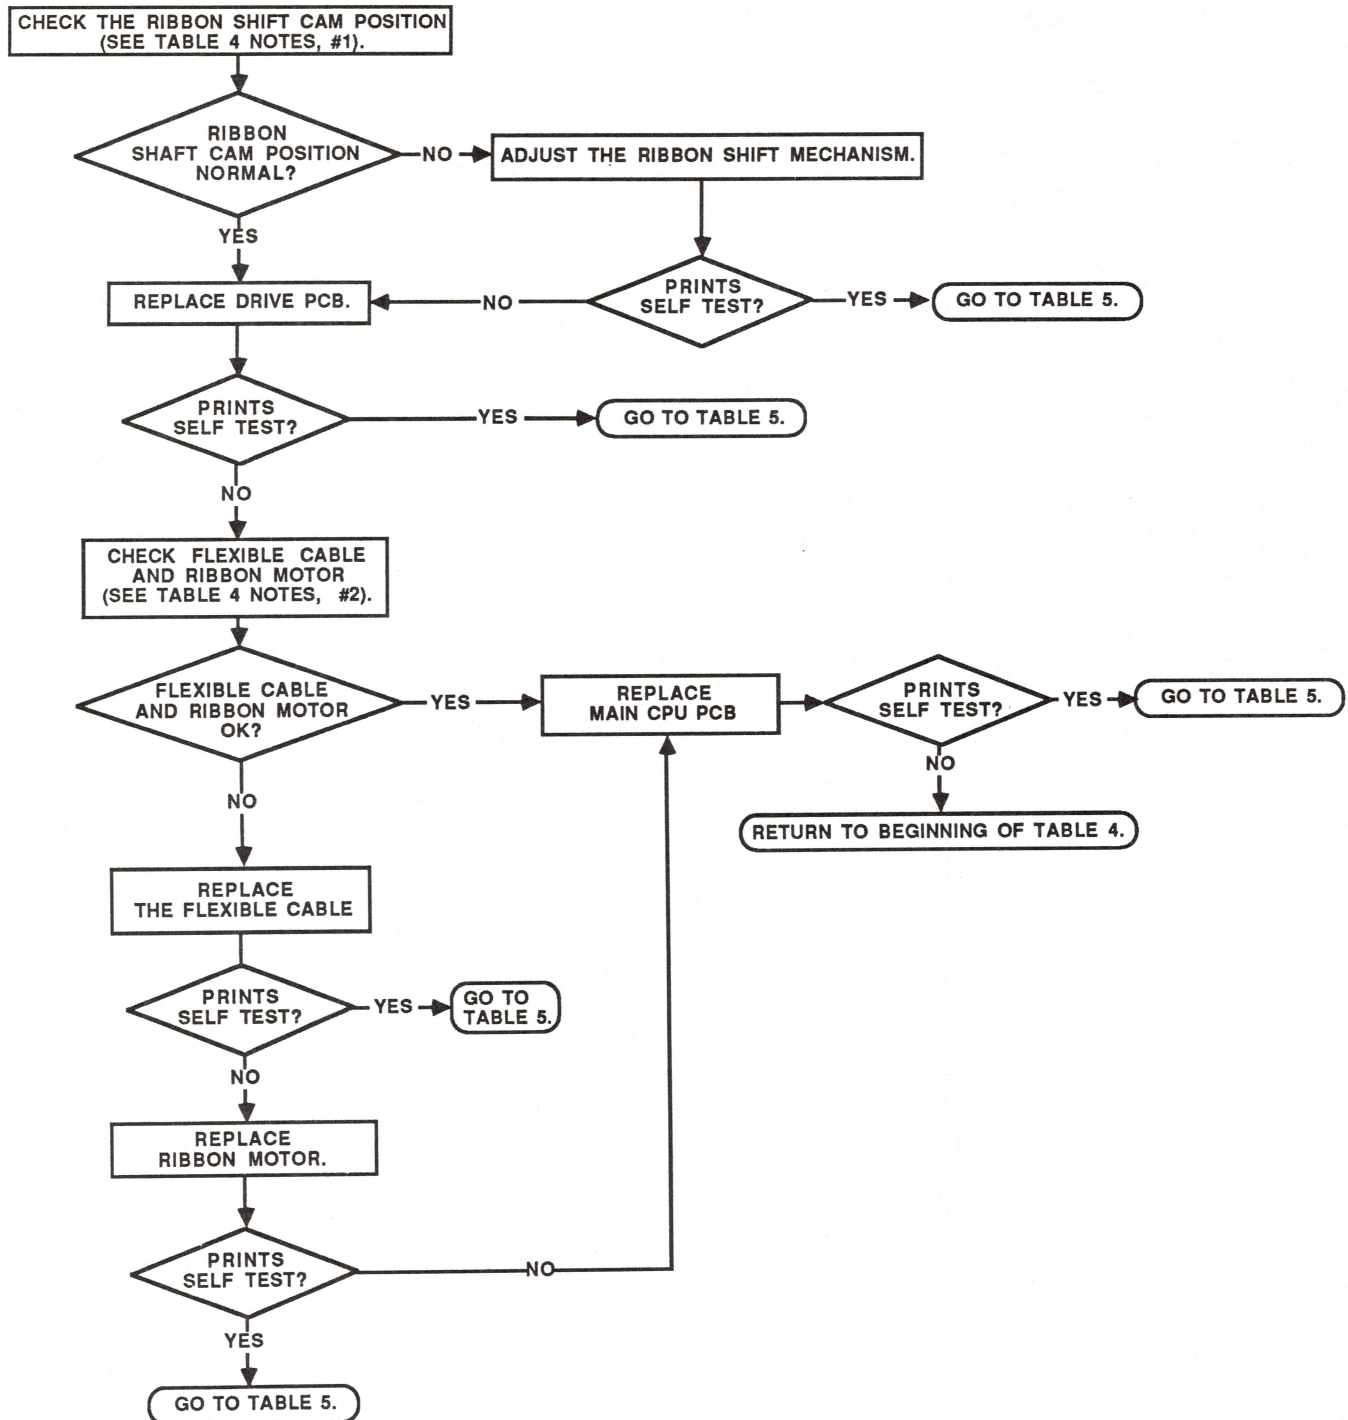 CHECK THE RIBBON SHIFT CAM POSITION
(SEE TABLE 4 NOTES, #1).
RIBBON
SHAFT CAM POSITION
NORMAL?
NO
ADJUST THE RIBBON SHIFT MECHANISM.
YES
REPLACE DRIVE PCB.
NO
PRINTS
SELF TEST?
YES
GO TO TABLE 5.
PRINTS
SELF TEST?
YES
GO TO TABLE 5.
NO
CHECK FLEXIBLE CABLE
AND RIBBON MOTOR
(SEE TABLE 4 NOTES, #2).
FLEXIBLE CABLE
AND RIBBON MOTOR
OK?
YES
REPLACE
MAIN CPU PCB
PRINTS
SELF TEST?
YES
GO TO TABLE 5.
NO
RETURN TO BEGINNING OF TABLE 4.
NO
REPLACE
THE FLEXIBLE CABLE
PRINTS
SELF TEST?
YES
GO TO
TABLE 5.
NO
REPLACE
RIBBON MOTOR.
PRINTS
SELF TEST?
NO
YES
GO TO TABLE 5.